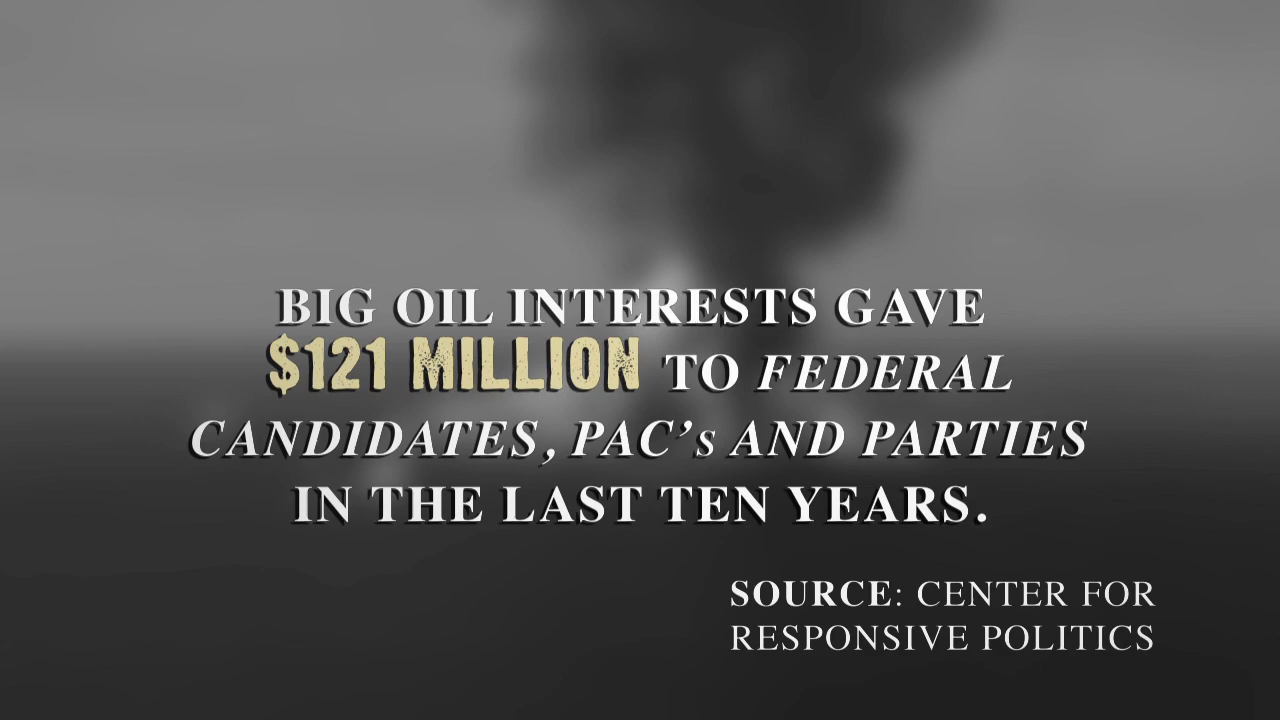 BIG OIL INTERESTS GAVE
$121 MILLION TO FEDERAL
CANDIDATES, PAC's AND PARTIES
IN THE LAST TEN YEARS.
SOURCE: CENTER FOR
RESPONSIVE POLITICS